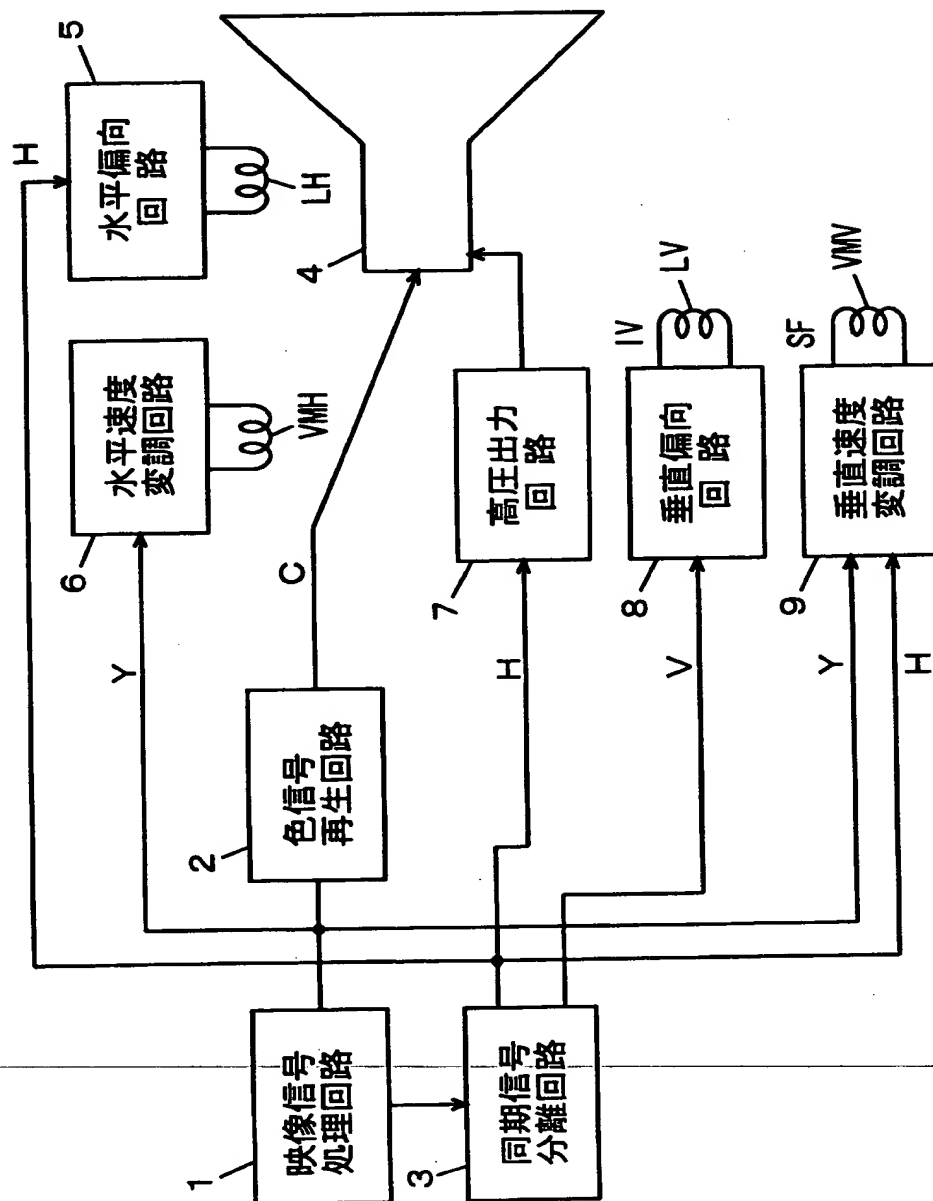 H
5
水平偏向
回 路
LH
4
6
水平速度
変調回路
VMH
Y
C
2
色信号
再生回路
7
高圧出力
回 路
H
8
垂直偏向
回 路
IV
LV
V
9
垂直速度
変調回路
SF
VMV
Y
H
1
映像信号
処理回路
3
同期信号
分離回路